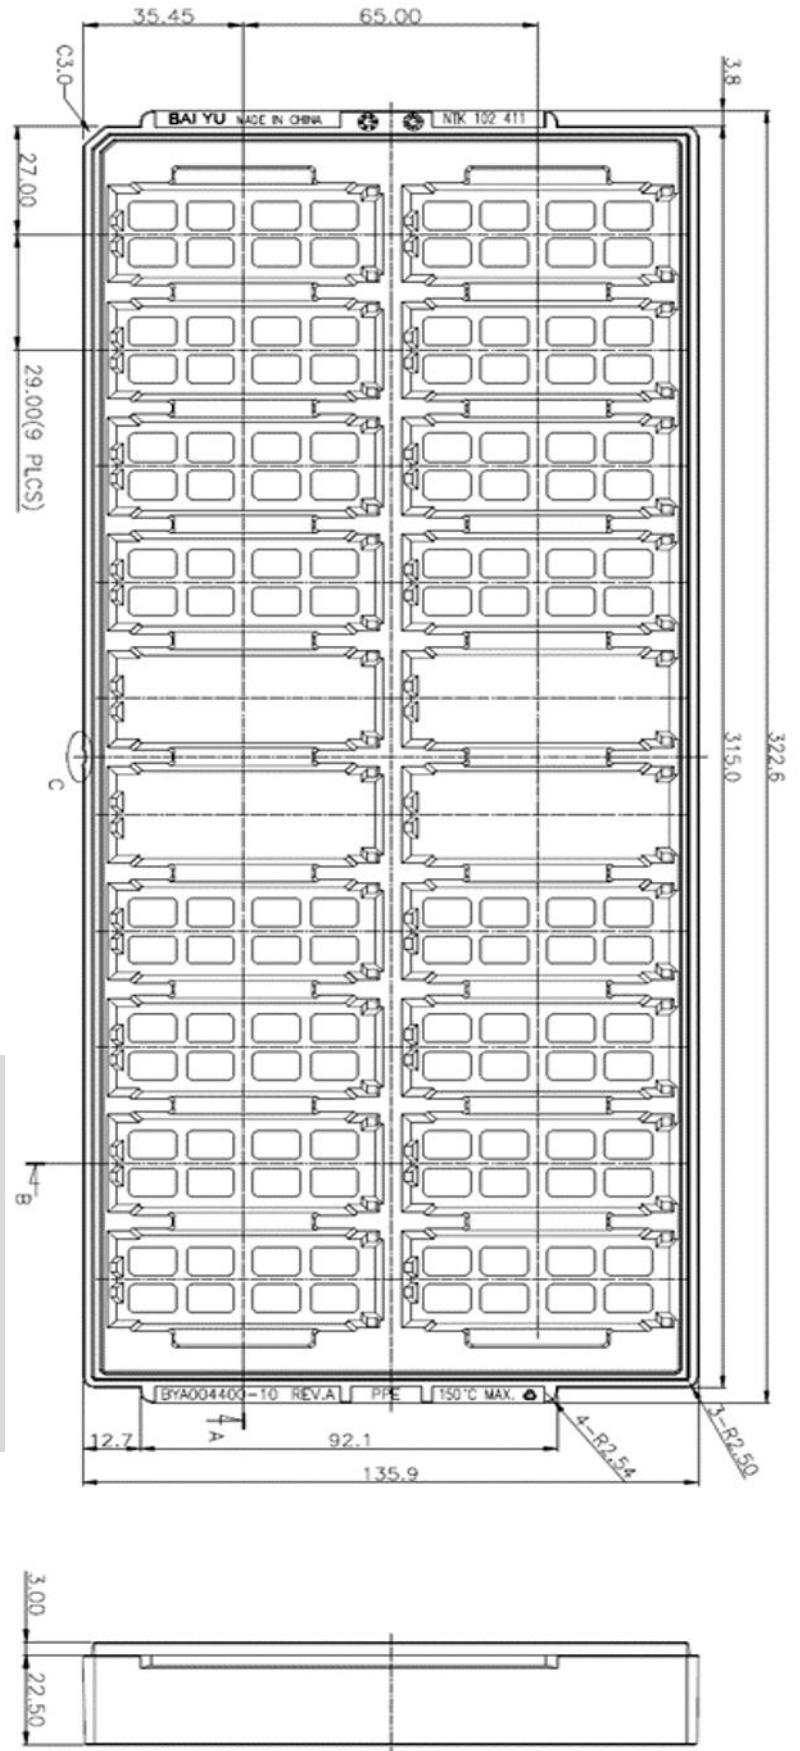 35.45
65.00
C3.0
3.8
BAI YU MADE IN CHINA
NTK 102 411
27.00
29.00(9 PLCS)
315.0
322.6
C
B
BYA004400-10 REV.A
PPE
150°C MAX.
A
12.7
92.1
4-R2.54
3-R2.50
135.9
3.00
22.50